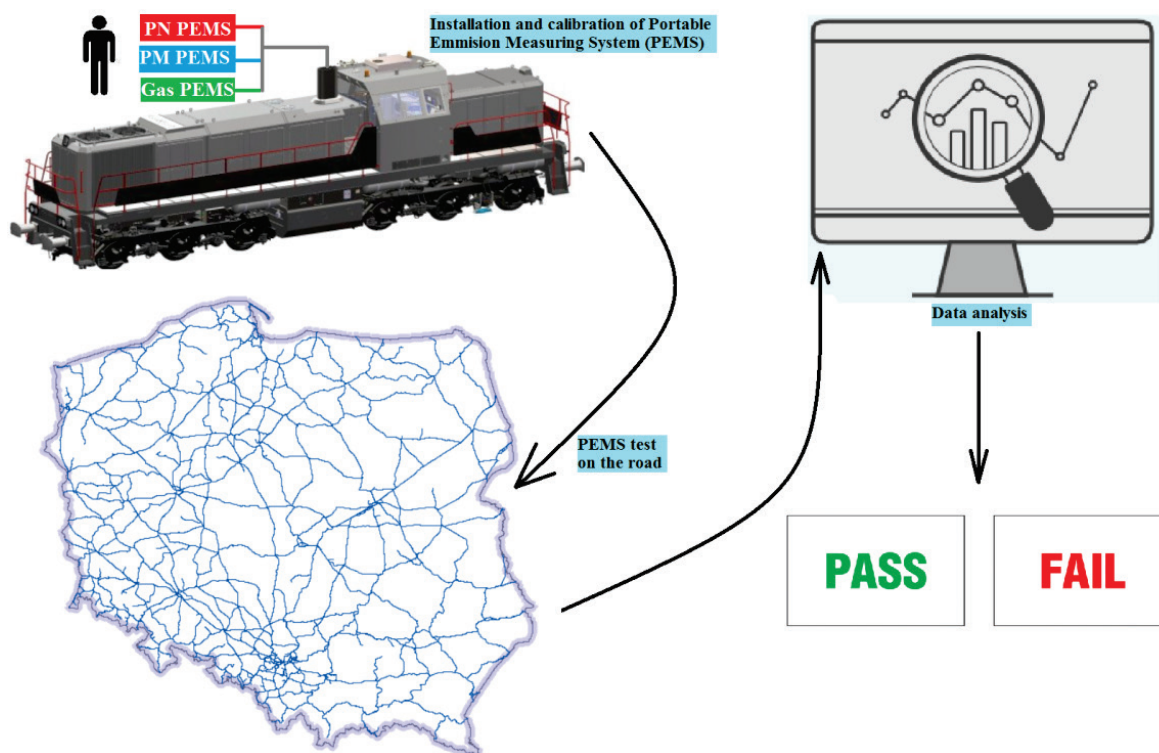 PN PEMS
PM PEMS
Gas PEMS
Installation and calibration of Portable
Emmision Measuring System (PEMS)
PEMS test
on the road
Data analysis
PASS
FAIL